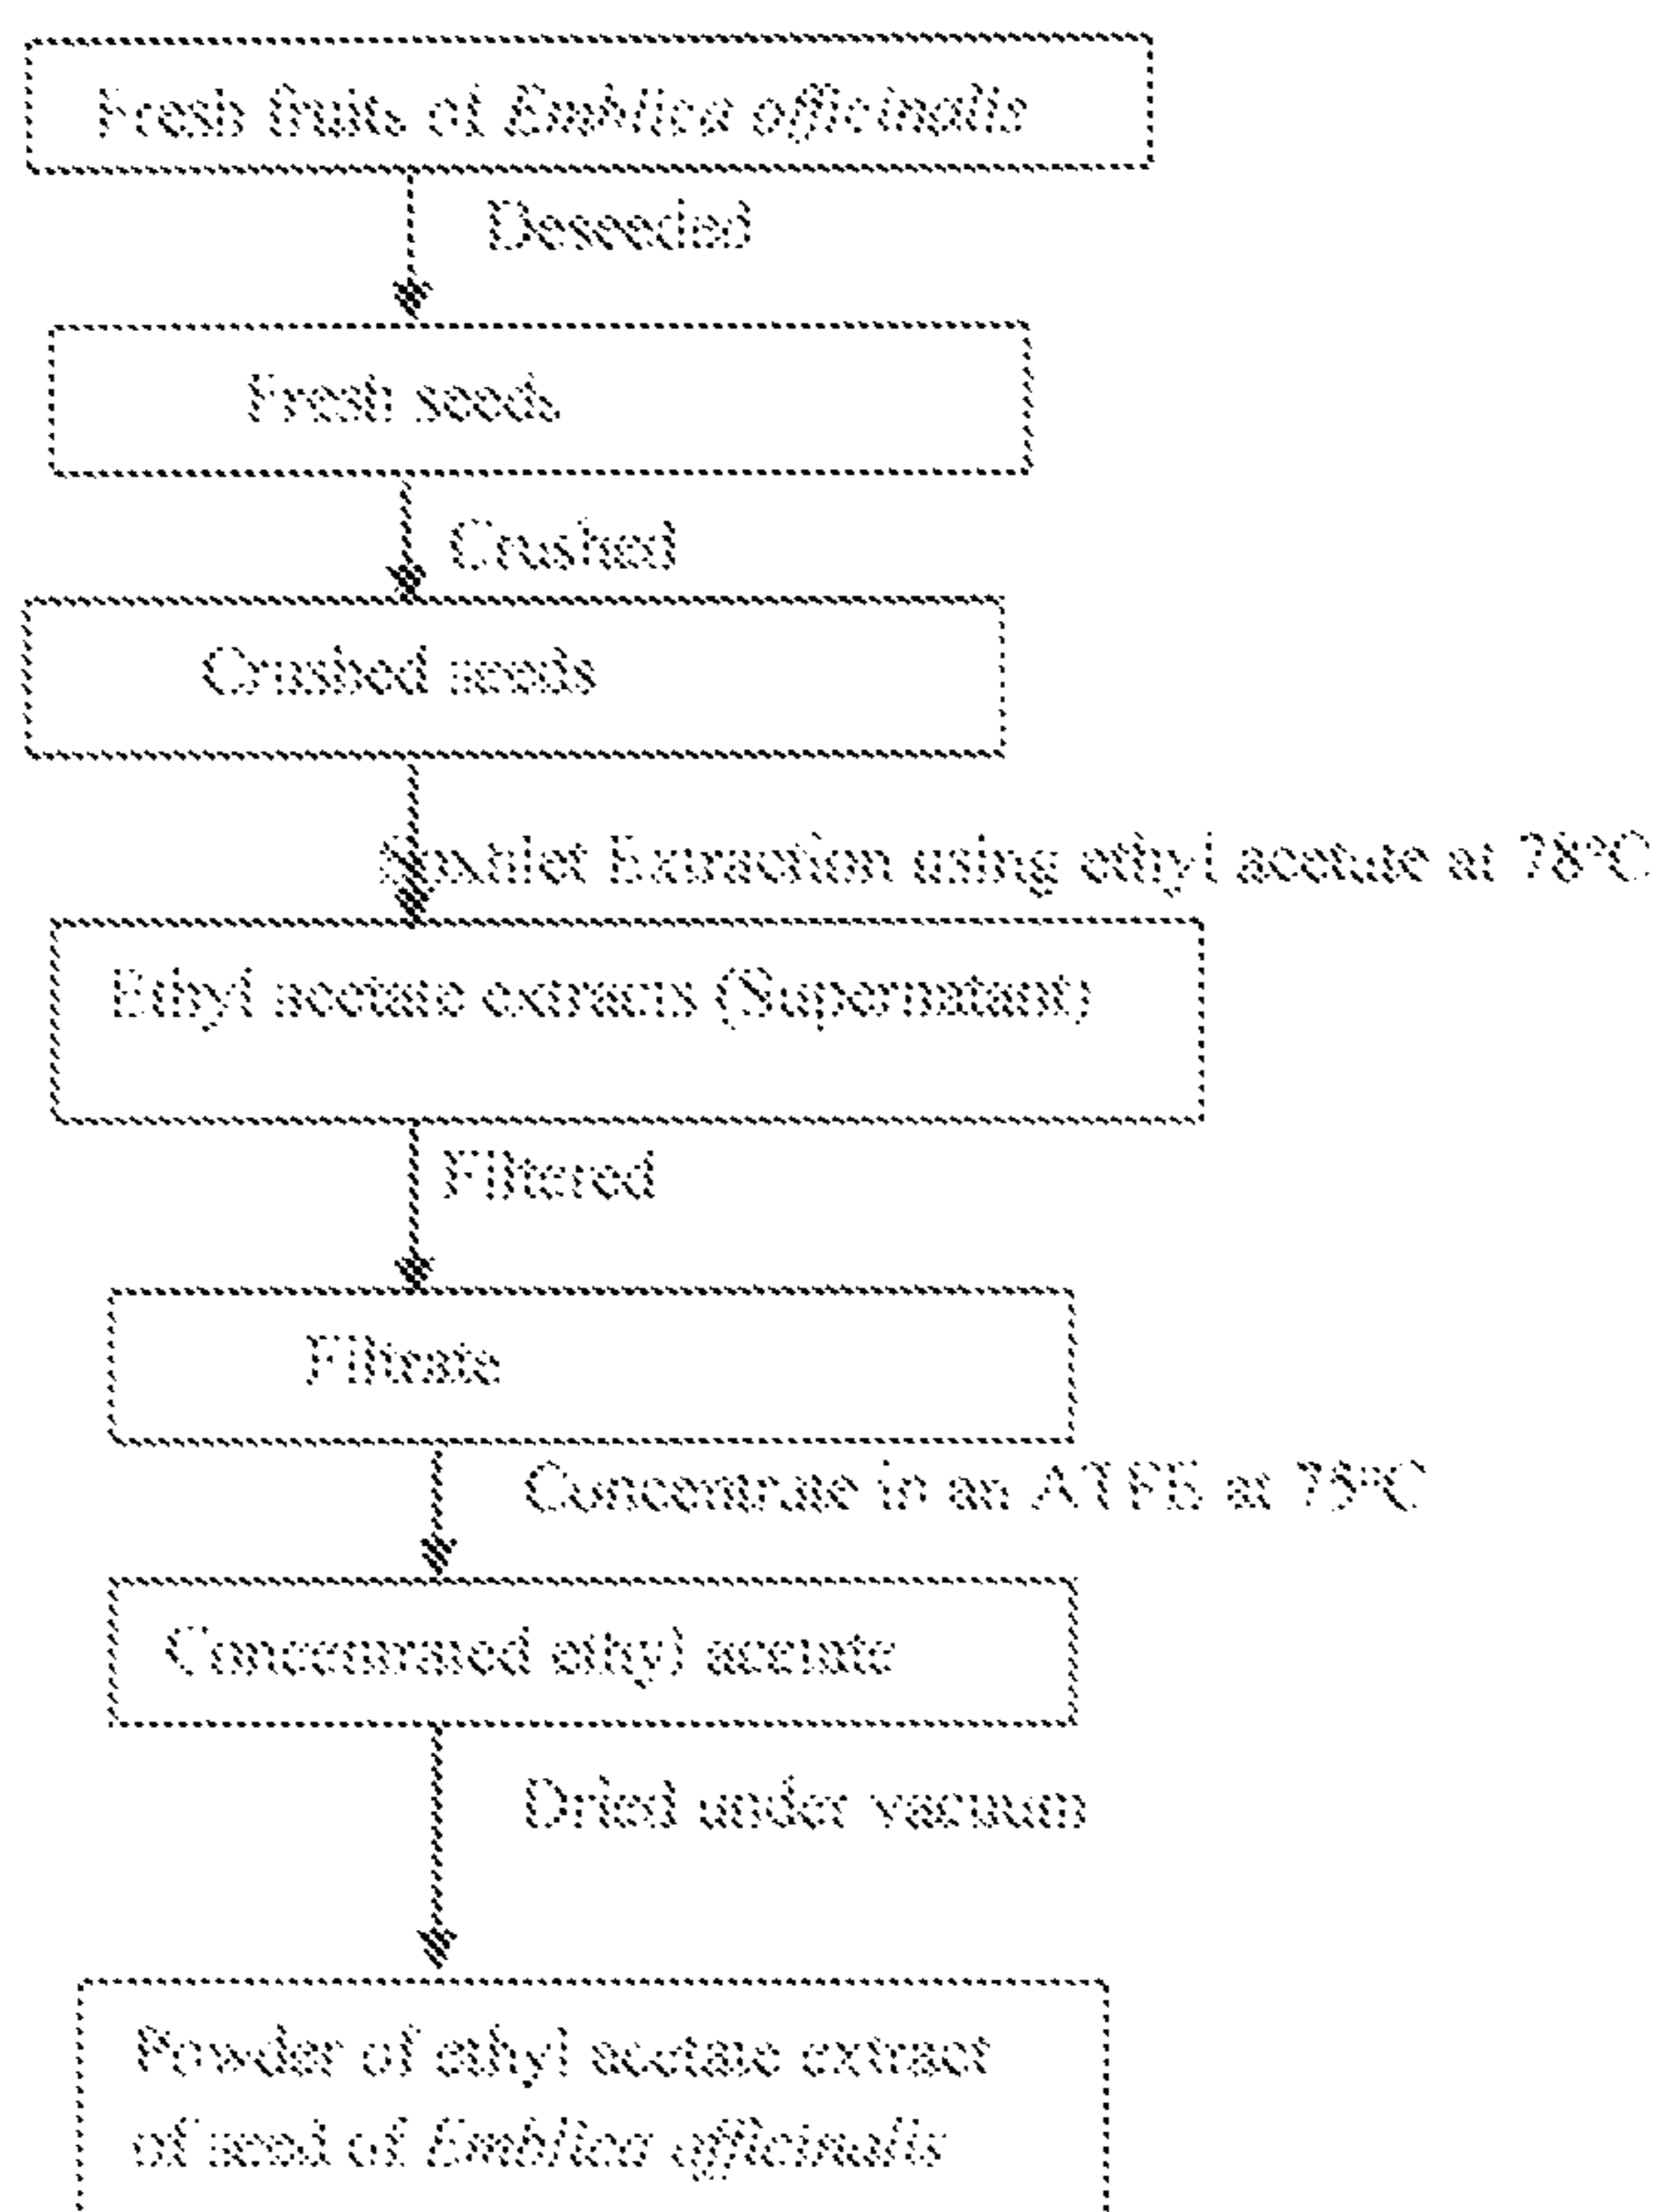 Fresh fruits of Emblica officinalis
Deseeded
Fresh seeds
Crushed
Crushed seeds
Soxhlet Extraction using ethyl acetate at 78°C
Ethyl acetate extracts (Supernatant)
Filtered
Filtrate
Concentrate in an ATFE at 75°C
Concentrated ethyl acetate
Dried under vacuum
Powder of ethyl acetate extract
of seed of Emblica officinalis